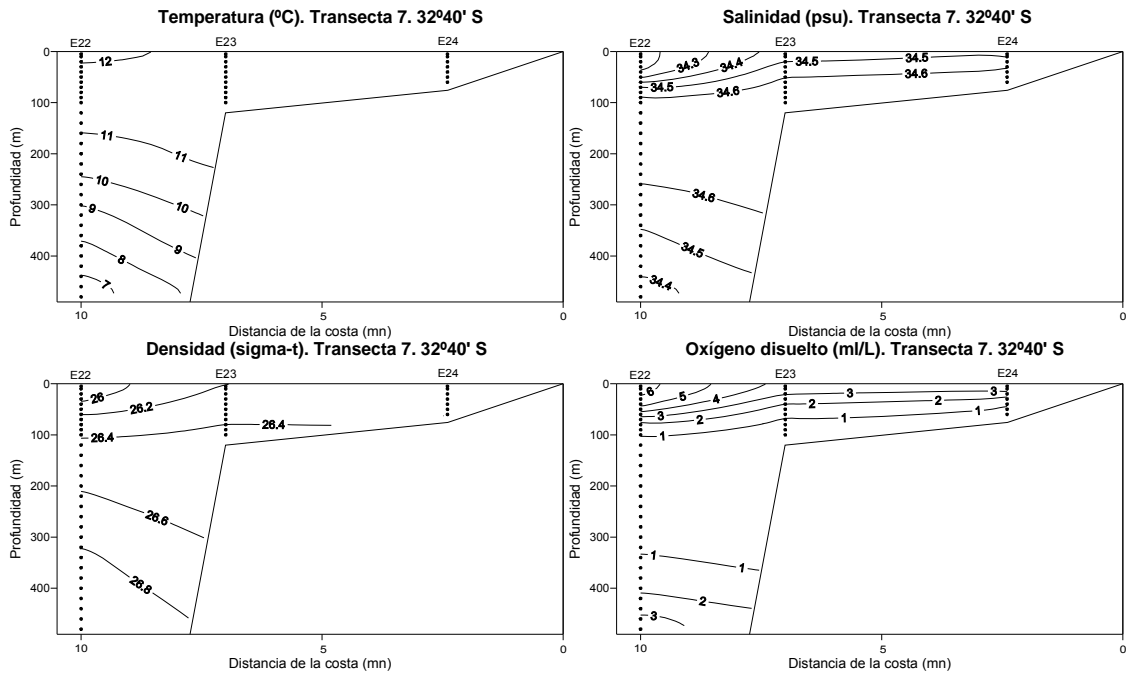 Temperatura (ºC). Transecta 7. 32º40' S
E22 E23 E24
0
100
200
300
400
Profundidad (m)
12
11
11
10
10
9
9
8
7
10 5 0
Distancia de la costa (mn)
Salinidad (psu). Transecta 7. 32º40' S
E22 E23 E24
0
100
200
300
400
Profundidad (m)
34.3 34.4 34.5 34.5
34.5 34.6 34.6
34.6
34.5
34.4
10 5 0
Distancia de la costa (mn)
Densidad (sigma-t). Transecta 7. 32º40' S
E22 E23 E24
0
100
200
300
400
Profundidad (m)
26
26.2
26.4 26.4
26.6
26.8
10 5 0
Distancia de la costa (mn)
Oxígeno disuelto (ml/L). Transecta 7. 32º40' S
E22 E23 E24
0
100
200
300
400
Profundidad (m)
6 5 4 3 3
3 2 2 2
1 1 1
1 1
2
3
10 5 0
Distancia de la costa (mn)